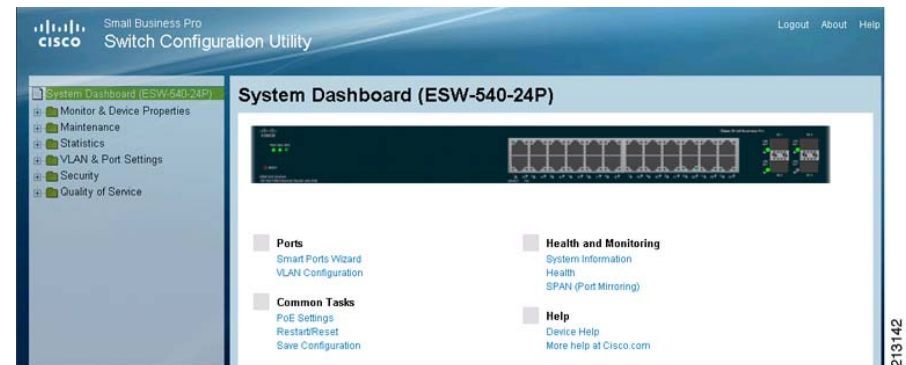 Small Business Pro
CISCO Switch Configuration Utility
Logout About Help
System Dashboard (ESW-540-24P)
Monitor & Device Properties
Maintenance
Statistics
VLAN & Port Settings
Security
Quality of Service
System Dashboard (ESW-540-24P)
Ports
Smart Ports Wizard
VLAN Configuration
Common Tasks
PoE Settings
Restart/Reset
Save Configuration
Health and Monitoring
System Information
Health
SPAN (Port Mirroring)
Help
Device Help
More help at Cisco.com
213142